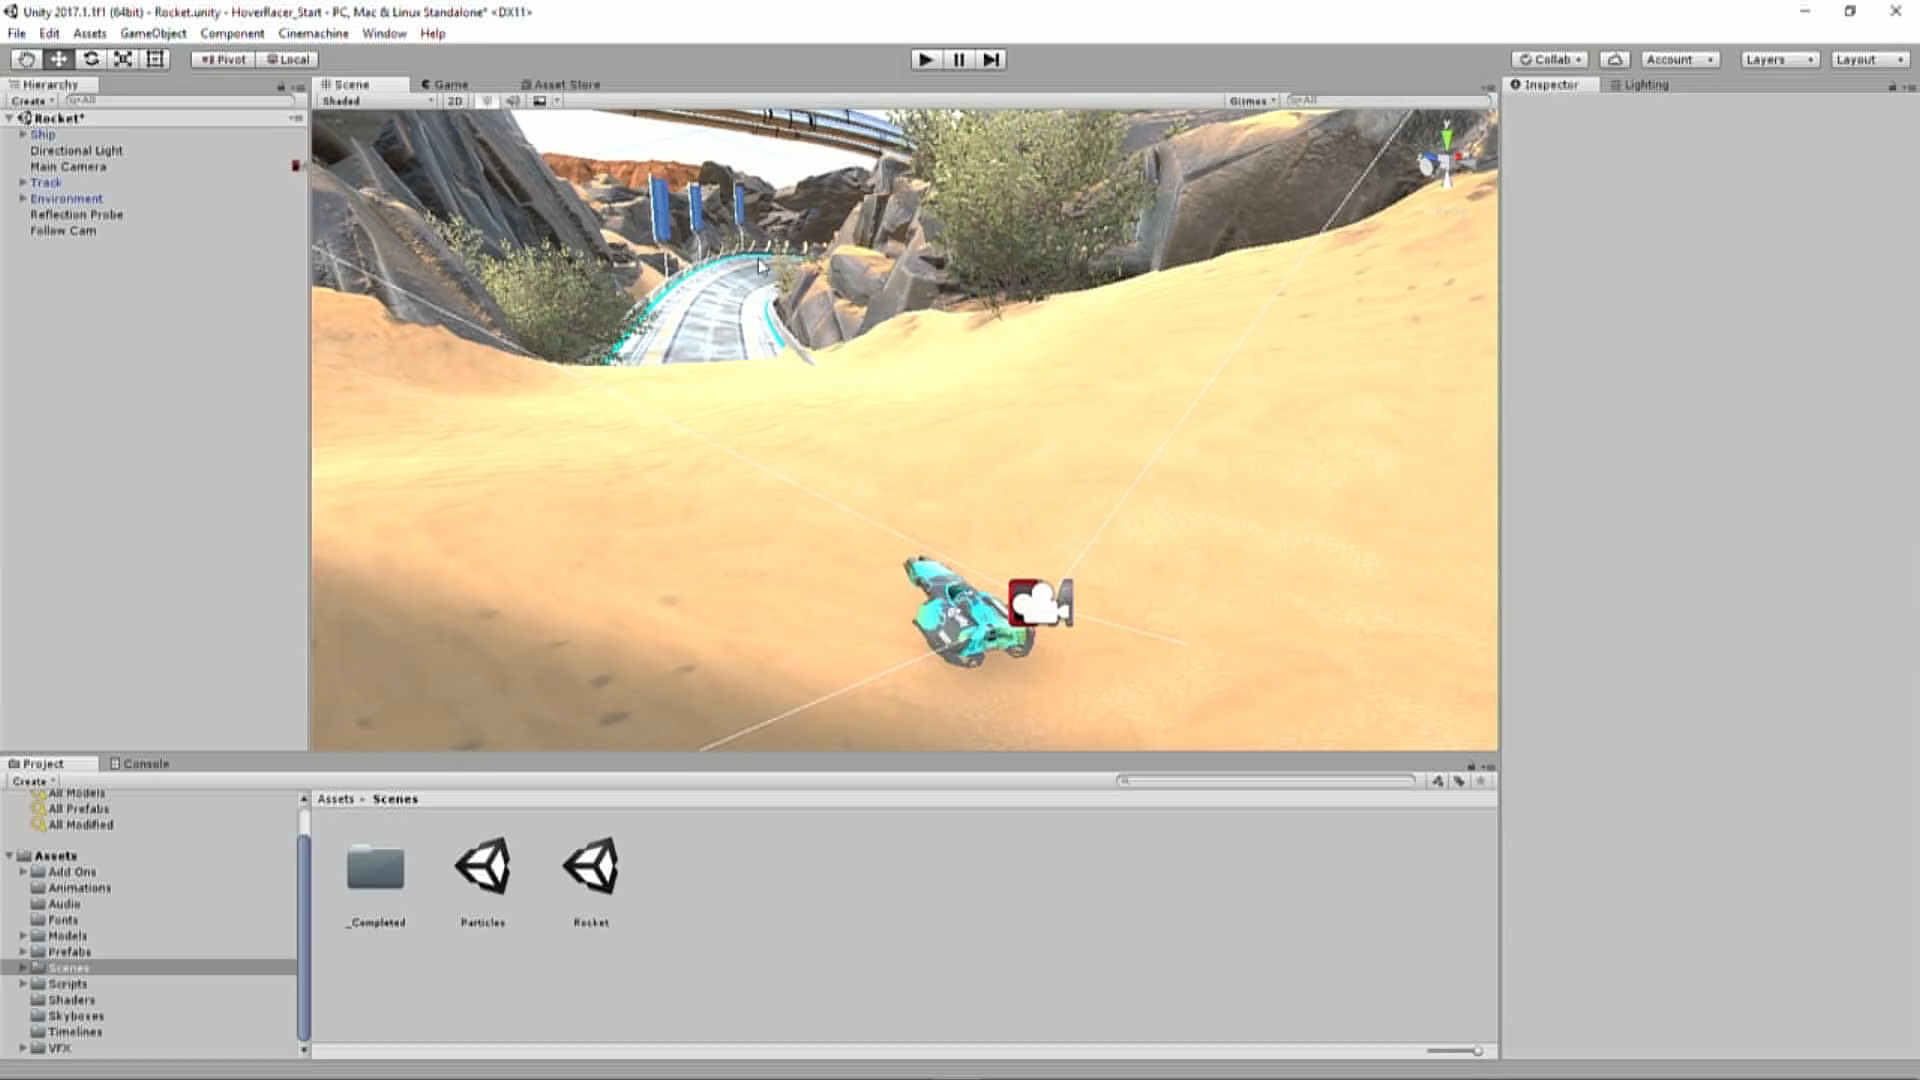 Unity 2017.1.1f1 (64bit) - Rocket.unity - HoverRacer_Start - PC, Mac & Linux Standalone* <DX11>
File Edit Assets GameObject Component Cinemachine Window Help
Pivot Local Collab Account Layers Layout
Hierarchy Scene Game Asset Store Inspector Lighting
Create All Shaded 2D Gizmos All
Rocket*
Ship
Directional Light
Main Camera
Track
Environment
Reflection Probe
Follow Cam
y
Project Console
Create
All Models
All Prefabs
All Modified
Assets
Add Ons
Animations
Audio
Fonts
Models
Prefabs
Scenes
Scripts
Shaders
Skyboxes
Timelines
VFX
Assets Scenes
_Completed Particles Rocket